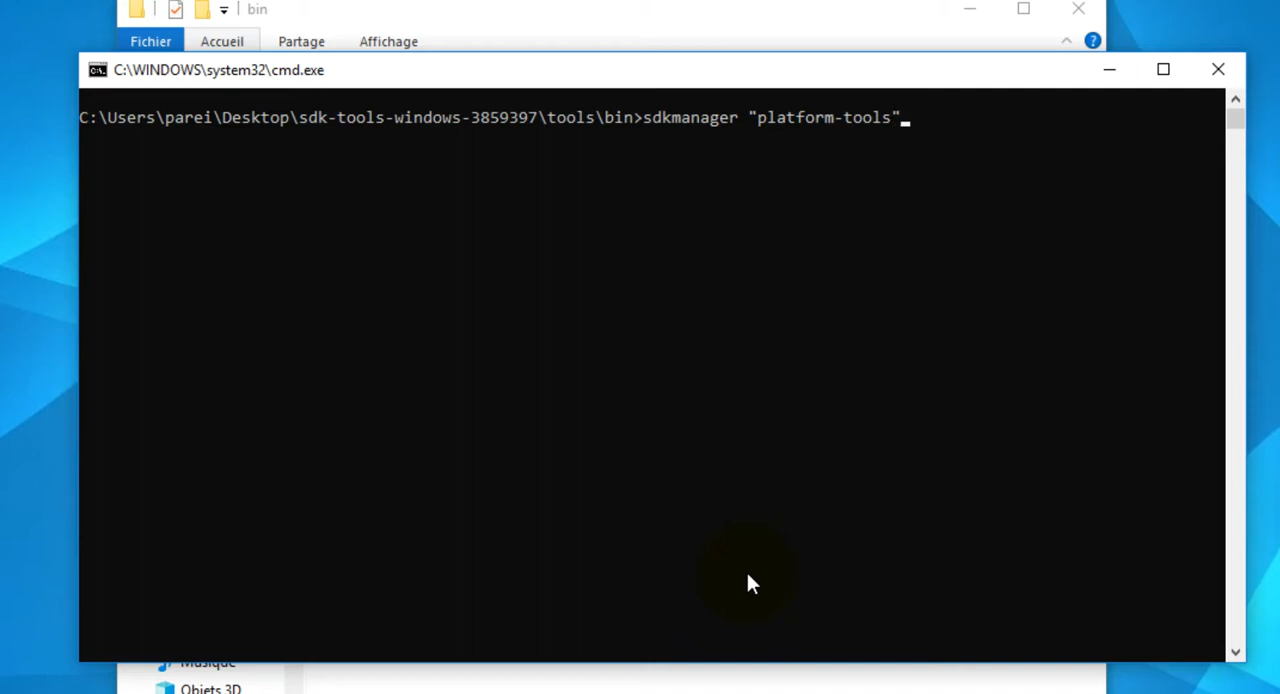 bin
Fichier Accueil Partage Affichage
C:\WINDOWS\system32\cmd.exe
C:\Users\parei\Desktop\sdk-tools-windows-3859397\tools\bin>sdkmanager "platform-tools"
Musique
Objets 3D